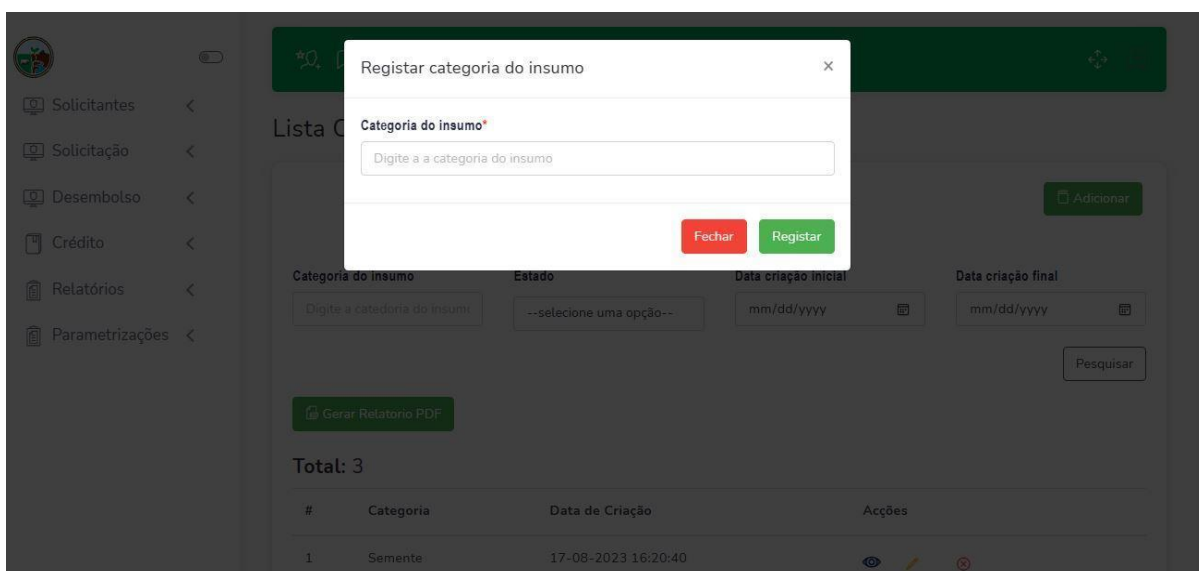 Registar categoria do insumo ×
Categoria do insumo*
Digite a a categoria do insumo
Fechar Registar
Solicitantes
Solicitação
Desembolso
Crédito
Relatórios
Parametrizações
Lista
Adicionar
Categoria do insumo Estado Data criação inicial Data criação final
Digite a catedoria do insumo --selecione uma opção-- mm/dd/yyyy mm/dd/yyyy
Pesquisar
Gerar Relatorio PDF
Total: 3
# Categoria Data de Criação Acções
1 Semente 17-08-2023 16:20:40